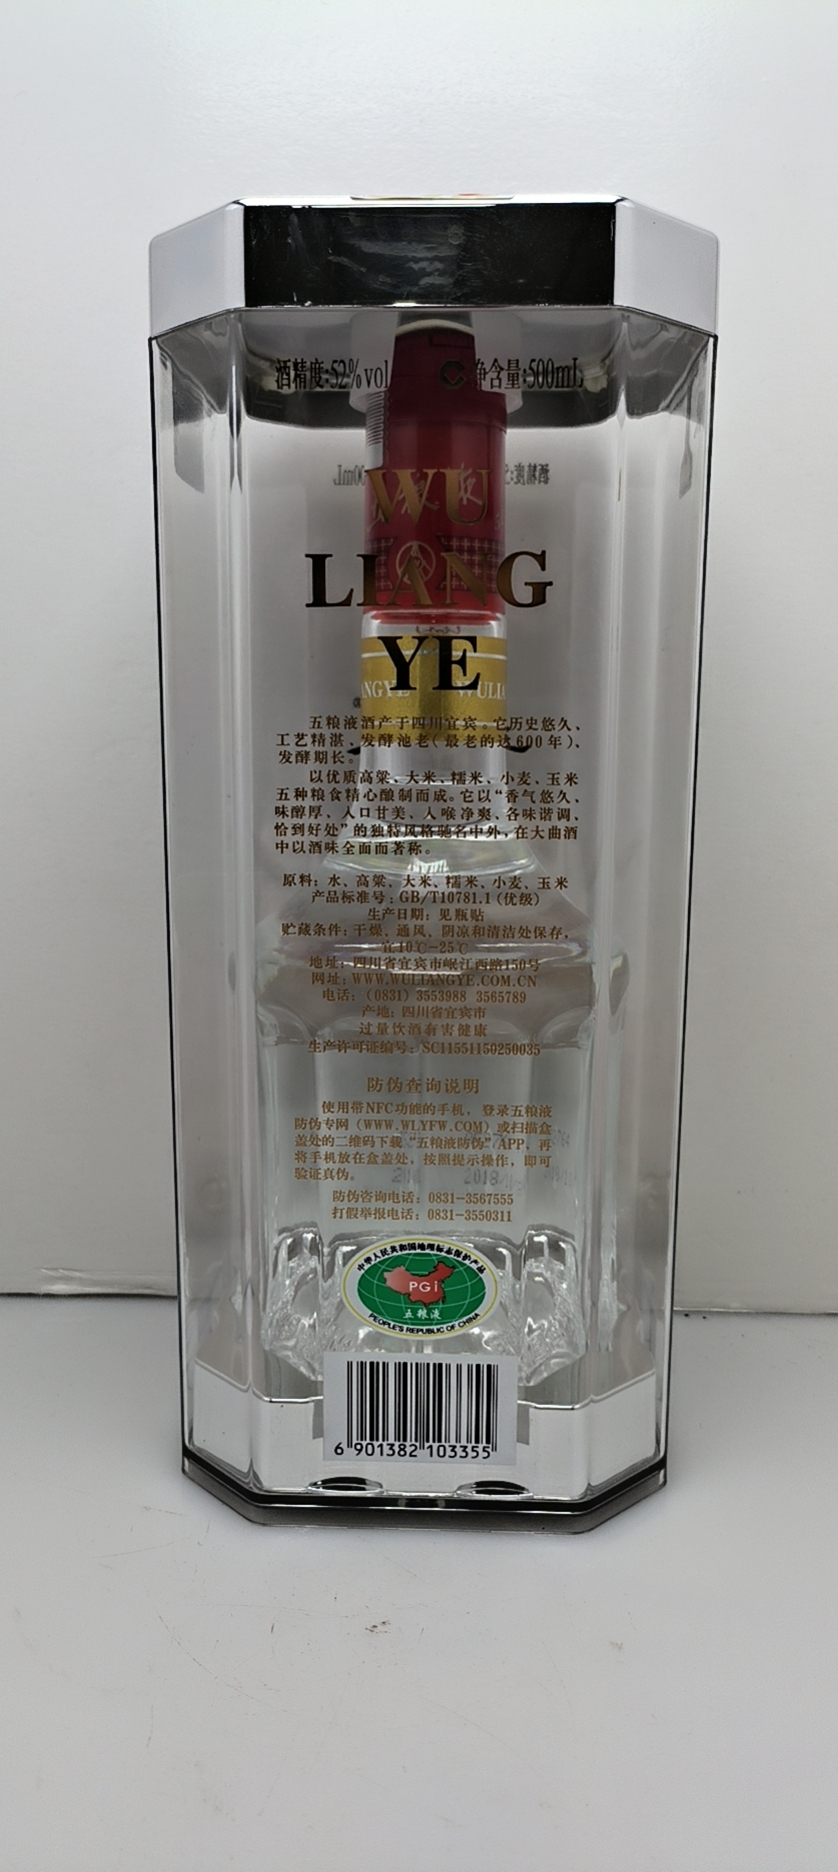 酒精度:52%vol
净含量:500mL
WU
LIANG
YE
五粮液酒产于四川宜宾。它历史悠久、
工艺精湛、发酵池老(最老的达600年)、
发酵期长。
以优质高粱、大米、糯米、小麦、玉米
五种粮食精心酿制而成。它以“香气悠久、
味醇厚、入口甘美、入喉净爽、各味谐调、
恰到好处”的独特风格驰名中外,在大曲酒
中以酒味全面而著称。
原料:水、高粱、大米、糯米、小麦、玉米
产品标准号:GB/T10781.1(优级)
生产日期:见瓶贴
贮藏条件:干燥、通风、阴凉和清洁处保存,
宜10℃-25℃
地址:四川省宜宾市岷江西路150号
网址:WWW.WULIANGYE.COM.CN
电话:(0831) 3553988 3565789
产地:四川省宜宾市
过量饮酒有害健康
生产许可证编号:SC11551150250035
防伪查询说明
使用带NFC功能的手机,登录五粮液
防伪专网(WWW.WLYFW.COM)或扫描盒
盖处的二维码下载“五粮液防伪”APP,再
将手机放在盒盖处,按照提示操作,即可
验证真伪。
防伪咨询电话:0831-3567555
打假举报电话:0831-3550311
中华人民共和国地理标志保护产品
PGI
五粮液
PEOPLE'S REPUBLIC OF CHINA
6 901382 103355